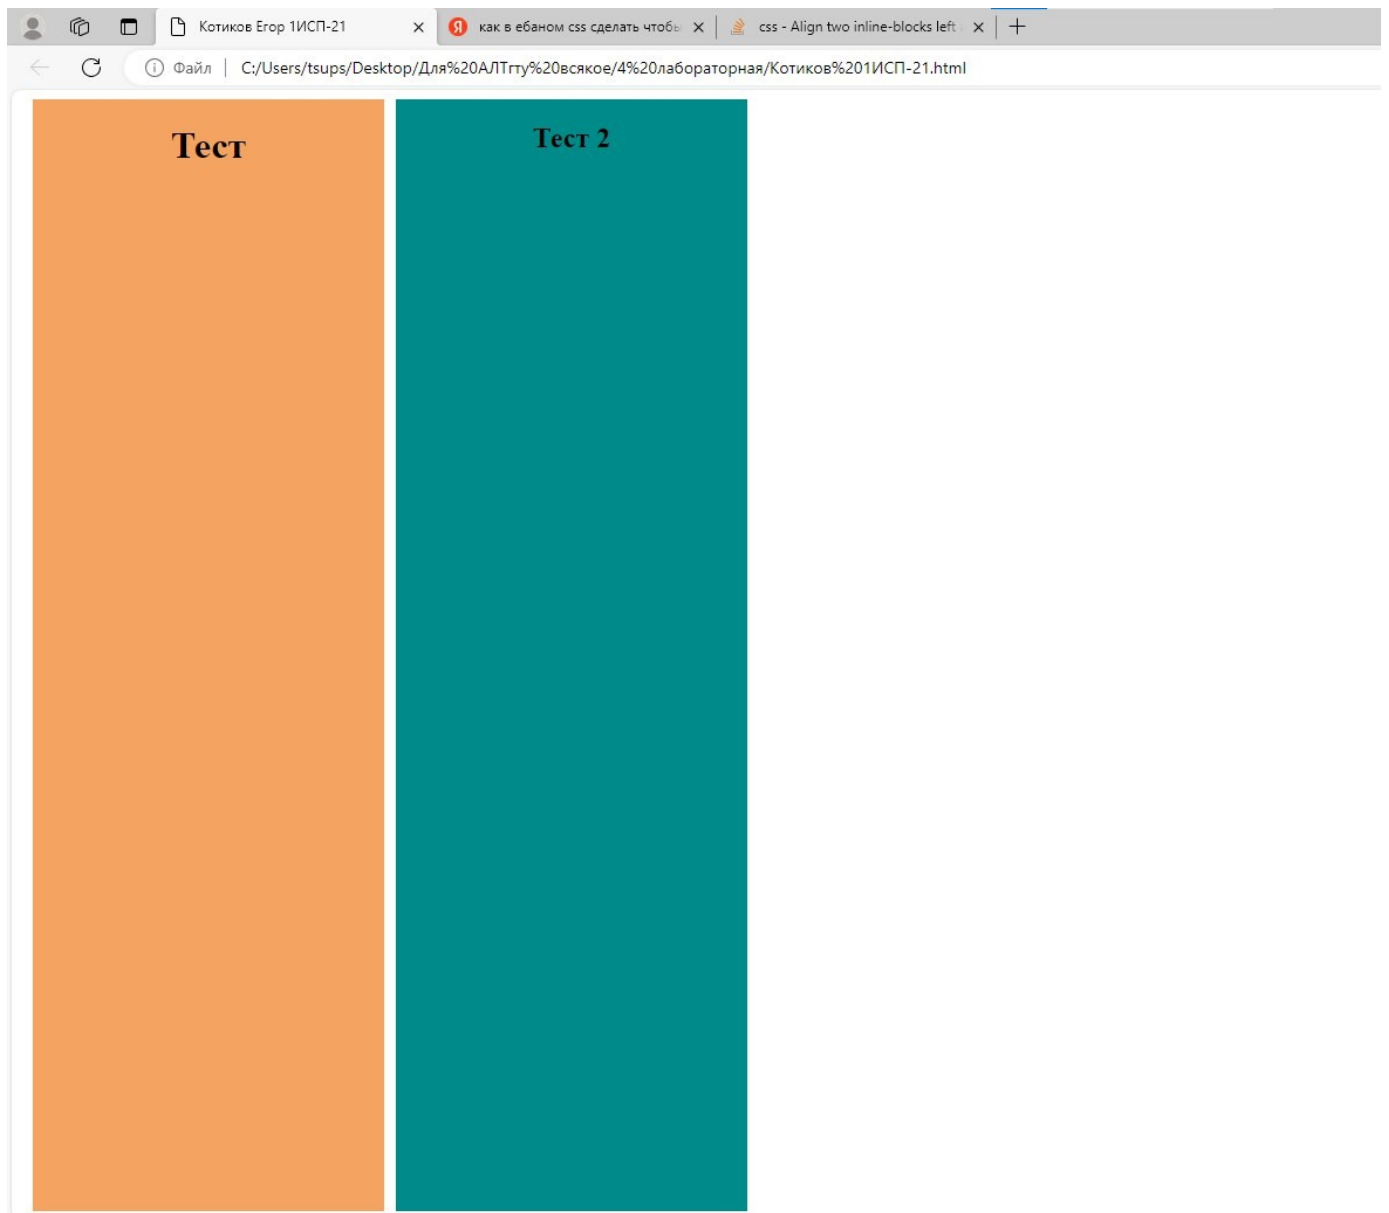 Котиков Егор 1ИСП-21
как в ебаном css сделать чтобы
css - Align two inline-blocks left
Файл | C:/Users/tsups/Desktop/Для%20АЛТгту%20всякое/4%20лабораторная/Котиков%201ИСП-21.html
Тест
Тест 2